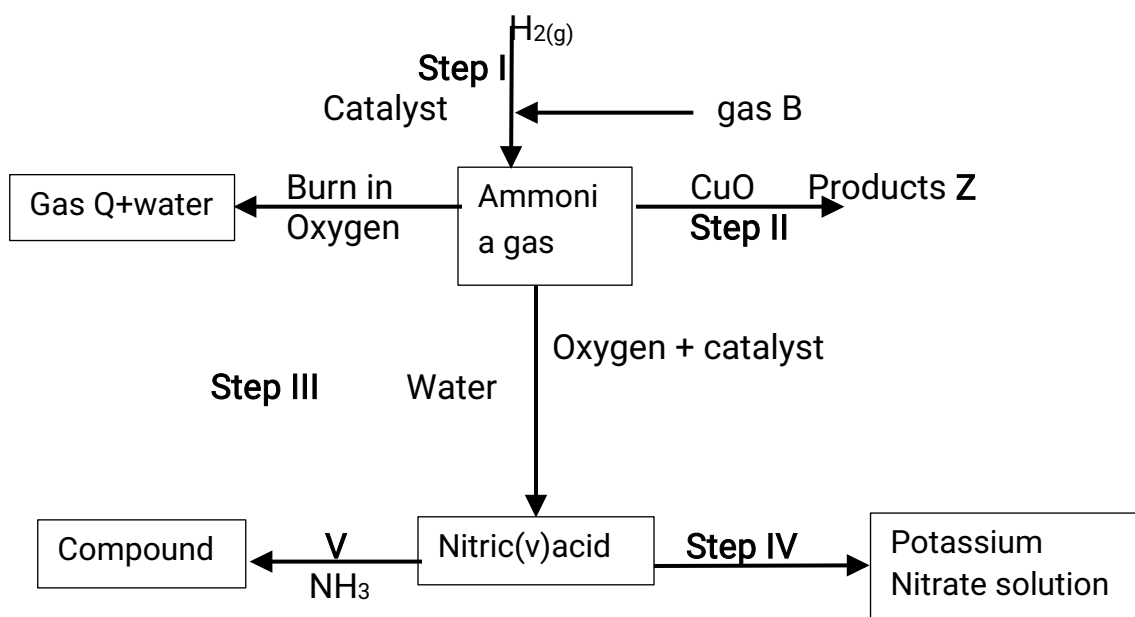 H2(g)
Step I
Catalyst
gas B
Gas Q+water
Burn in
Oxygen
Ammoni
a gas
CuO
Products Z
Step II
Oxygen + catalyst
Step III
Water
Compound
V
NH3
Nitric(v)acid
Step IV
Potassium
Nitrate solution